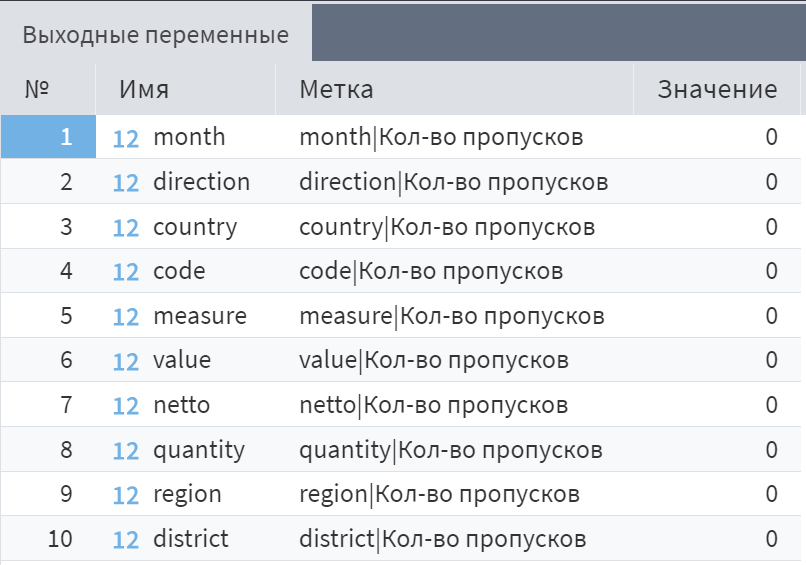 Выходные переменные
№ Имя Метка Значение
1 12 month month|Кол-во пропусков 0
2 12 direction direction|Кол-во пропусков 0
3 12 country country|Кол-во пропусков 0
4 12 code code|Кол-во пропусков 0
5 12 measure measure|Кол-во пропусков 0
6 12 value value|Кол-во пропусков 0
7 12 netto netto|Кол-во пропусков 0
8 12 quantity quantity|Кол-во пропусков 0
9 12 region region|Кол-во пропусков 0
10 12 district district|Кол-во пропусков 0